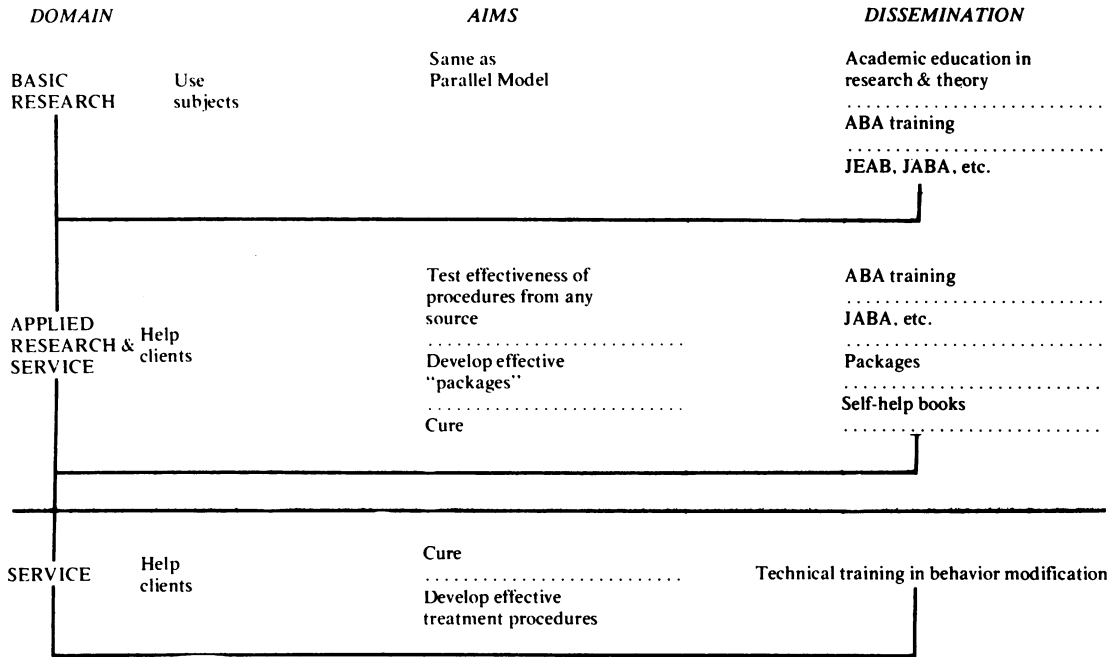 DOMAIN AIMS DISSEMINATION
BASIC
RESEARCH
Use
subjects
Same as
Parallel Model
Academic education in
research & theory
ABA training
JEAB, JABA, etc.
APPLIED
RESEARCH &
SERVICE
Help
clients
Test effectiveness of
procedures from any
source
Develop effective
"packages"
Cure
ABA training
JABA, etc.
Packages
Self-help books
SERVICE
Help
clients
Cure
Develop effective
treatment procedures
Technical training in behavior modification